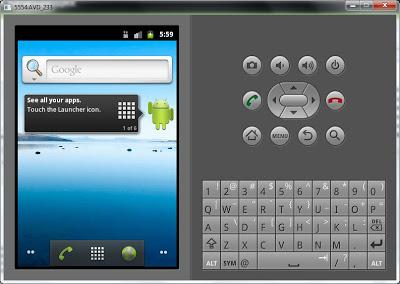 5554:AVD_233
5:59
Google
See all your apps.
Touch the Launcher icon.
1 of 6
MENU
1 2 3 4 5 6 7 8 9 0
! @ # $ % ^ & * ( )
Q W E R T Y U I O P
A S D F G H J K L DEL
Z X C V B N M .
ALT SYM @ / , ALT